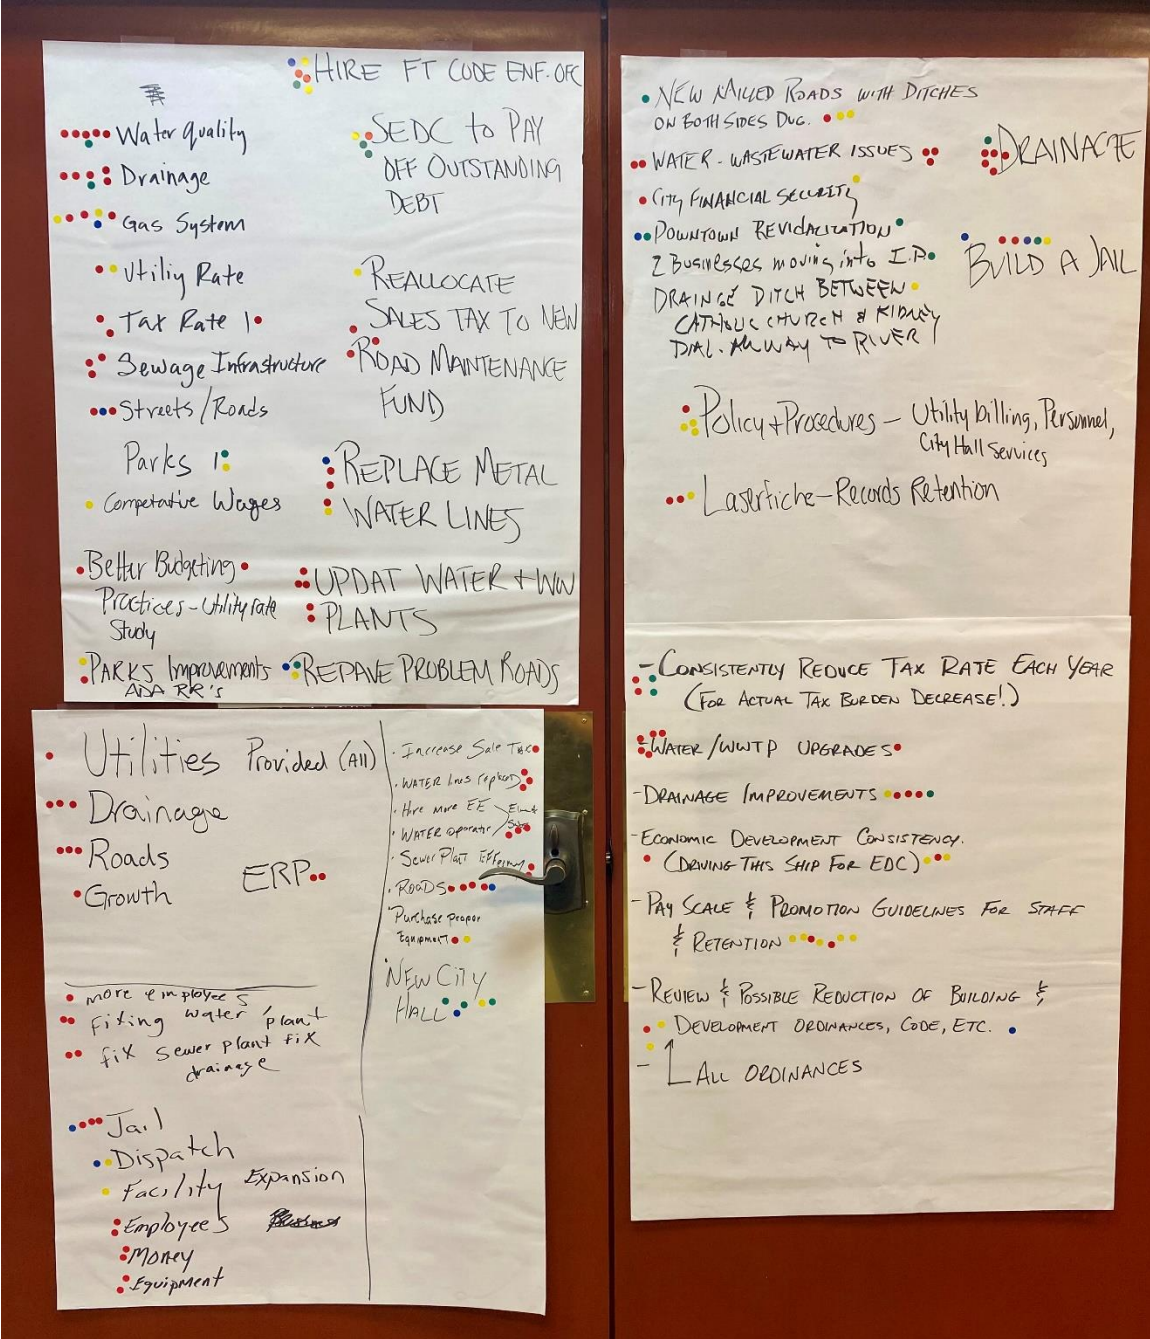 HIRE FT CODE ENF. OFC
Water Quality
Drainage
Gas System
Utiliy Rate
Tax Rate 1
Sewage Infrastructure
Streets/Roads
Parks 1
Competative Wages
Better Budgeting
Practices - Utility rate
Study
PARKS Improvements
ADA RR's
SEDC to PAY
OFF OUTSTANDING
DEBT
REALLOCATE
SALES TAX TO NEW
ROAD MAINTENANCE
FUND
REPLACE METAL
WATER LINES
UPDAT WATER + WW
PLANTS
REPAVE PROBLEM ROADS
NEW MILLED ROADS WITH DITCHES
ON BOTH SIDES DUG.
WATER - WASTEWATER ISSUES
CITY FINANCIAL SECURITY
DOWNTOWN REVIDALIZATION
2 BUSINESSES moving into I.P.
DRAINGE DITCH BETWEEN
CATHOLIC CHURCH & KIDNEY
DIAL. ALL WAY TO RIVER
DRAINAGE
BUILD A JAIL
Policy + Procedures - Utility billing, Personnel,
City Hall Services
Laserfiche - Records Retention
Utilities Provided (All)
Drainage
Roads
Growth
ERP
more employees
Fixing water plant
fix sewer plant fix
drainage
Jail
Dispatch
Facility Expansion
Employees
Money
Equipment
Increase Sale Tax
WATER lines replaced
Hire more EE
WATER operator
Sewer Plant
ROADS
Purchase proper
Equipment
NEW CITY
HALL
- CONSISTENTLY REDUCE TAX RATE EACH YEAR
(FOR ACTUAL TAX BURDEN DECREASE!)
- WATER/WWTP UPGRADES
- DRAINAGE IMPROVEMENTS
- ECONOMIC DEVELOPMENT CONSISTENCY.
(DRIVING THIS SHIP FOR EDC)
- PAY SCALE & PROMOTION GUIDELINES FOR STAFF
& RETENTION
- REVIEW & POSSIBLE REDUCTION OF BUILDING &
DEVELOPMENT ORDINANCES, CODE, ETC.
- ALL ORDINANCES